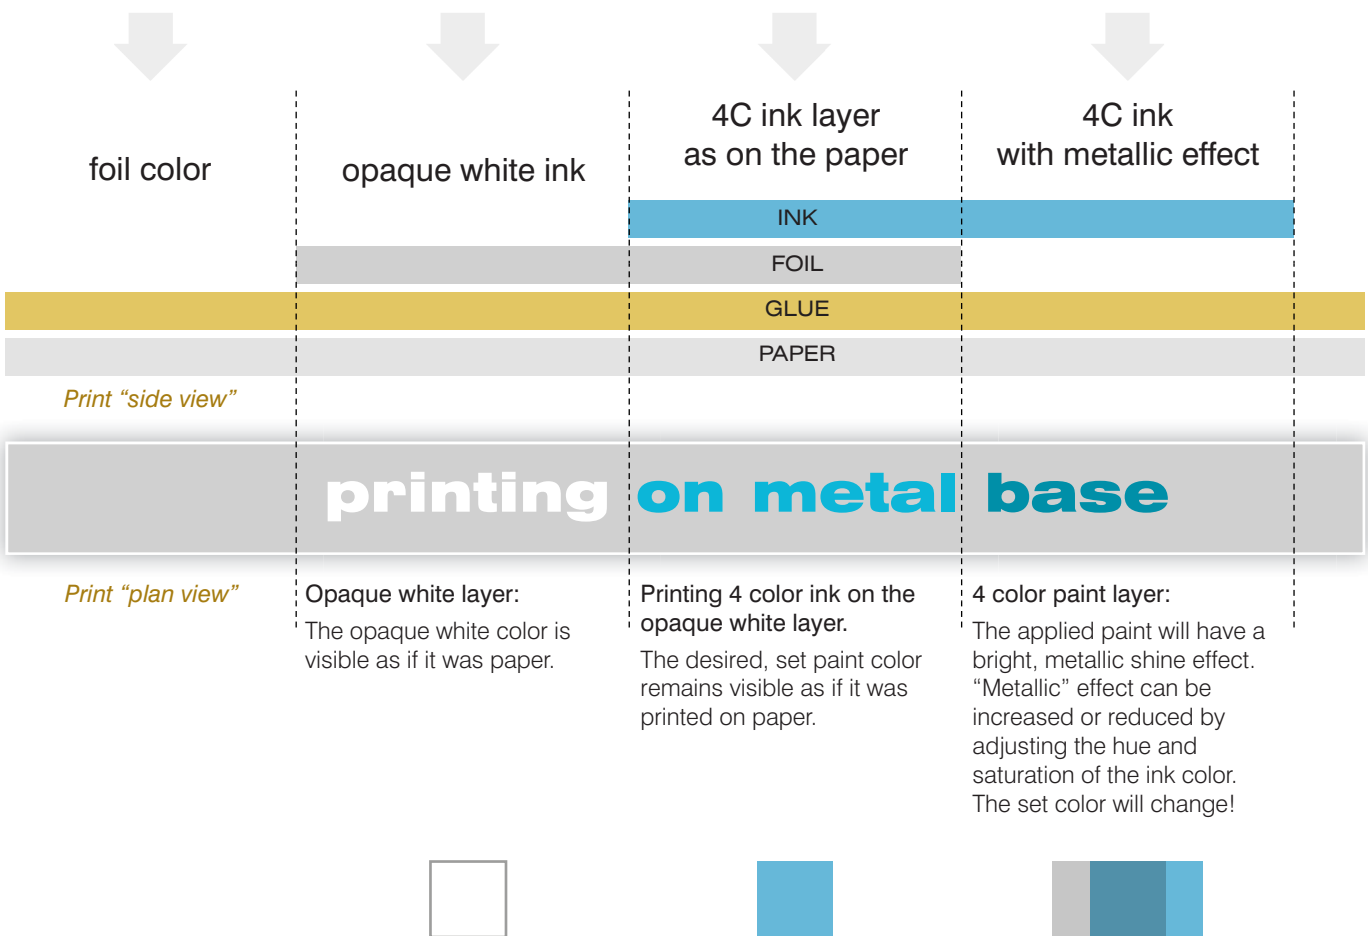 foil color
opaque white ink
4C ink layer
as on the paper
4C ink
with metallic effect
INK
FOIL
GLUE
PAPER
Print “side view”
printing on metal base
Print “plan view”
Opaque white layer:
The opaque white color is
visible as if it was paper.
Printing 4 color ink on the
opaque white layer.
The desired, set paint color
remains visible as if it was
printed on paper.
4 color paint layer:
The applied paint will have a
bright, metallic shine effect.
“Metallic” effect can be
increased or reduced by
adjusting the hue and
saturation of the ink color.
The set color will change!